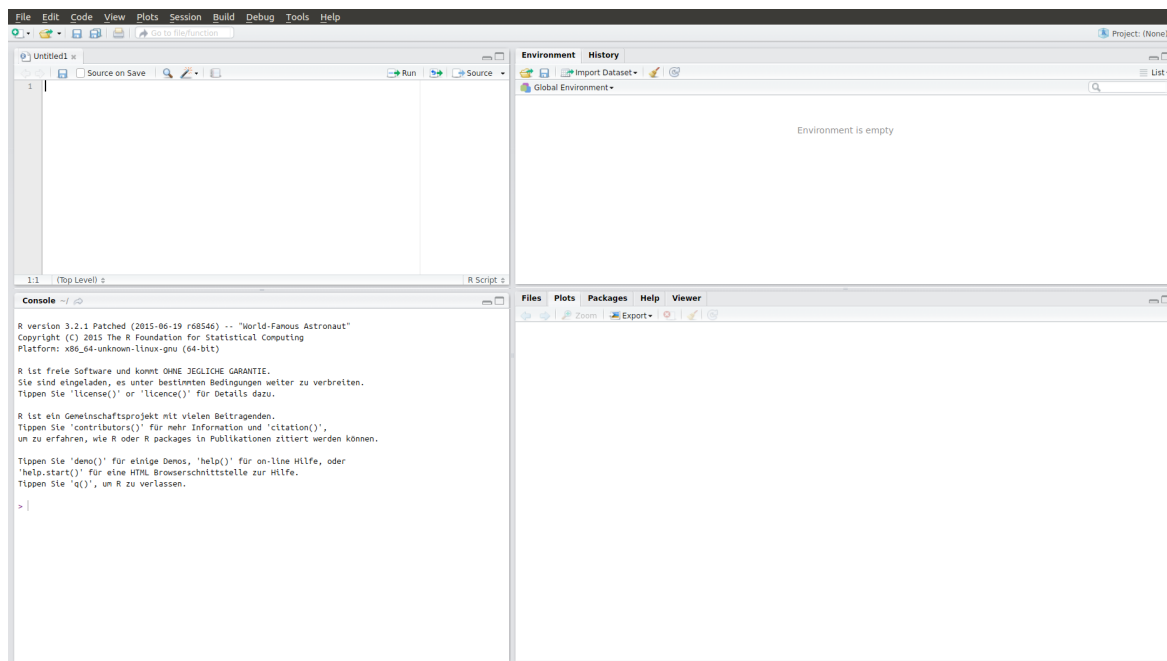 File Edit Code View Plots Session Build Debug Tools Help
Go to file/function
Project: (None)
Untitled1
Source on Save
Run
Source
1
1:1 (Top Level)
R Script
Console ~/
R version 3.2.1 Patched (2015-06-19 r68546) -- "World-Famous Astronaut"
Copyright (C) 2015 The R Foundation for Statistical Computing
Platform: x86_64-unknown-linux-gnu (64-bit)
R ist freie Software und kommt OHNE JEGLICHE GARANTIE.
Sie sind eingeladen, es unter bestimmten Bedingungen weiter zu verbreiten.
Tippen Sie 'license()' or 'licence()' für Details dazu.
R ist ein Gemeinschaftsprojekt mit vielen Beitragenden.
Tippen Sie 'contributors()' für mehr Information und 'citation()',
um zu erfahren, wie R oder R packages in Publikationen zitiert werden können.
Tippen Sie 'demo()' für einige Demos, 'help()' für on-line Hilfe, oder
'help.start()' für eine HTML Browserschnittstelle zur Hilfe.
Tippen Sie 'q()', um R zu verlassen.
>
Environment History
Import Dataset
List
Global Environment
Environment is empty
Files Plots Packages Help Viewer
Zoom Export